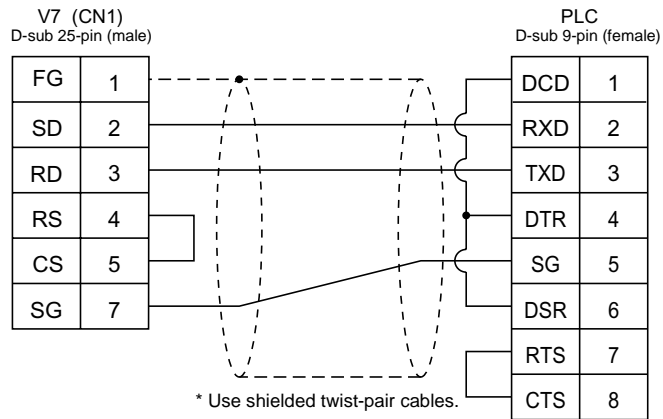 V7 (CN1)
D-sub 25-pin (male)
FG 1
SD 2
RD 3
RS 4
CS 5
SG 7
PLC
D-sub 9-pin (female)
DCD 1
RXD 2
TXD 3
DTR 4
SG 5
DSR 6
RTS 7
CTS 8
* Use shielded twist-pair cables.